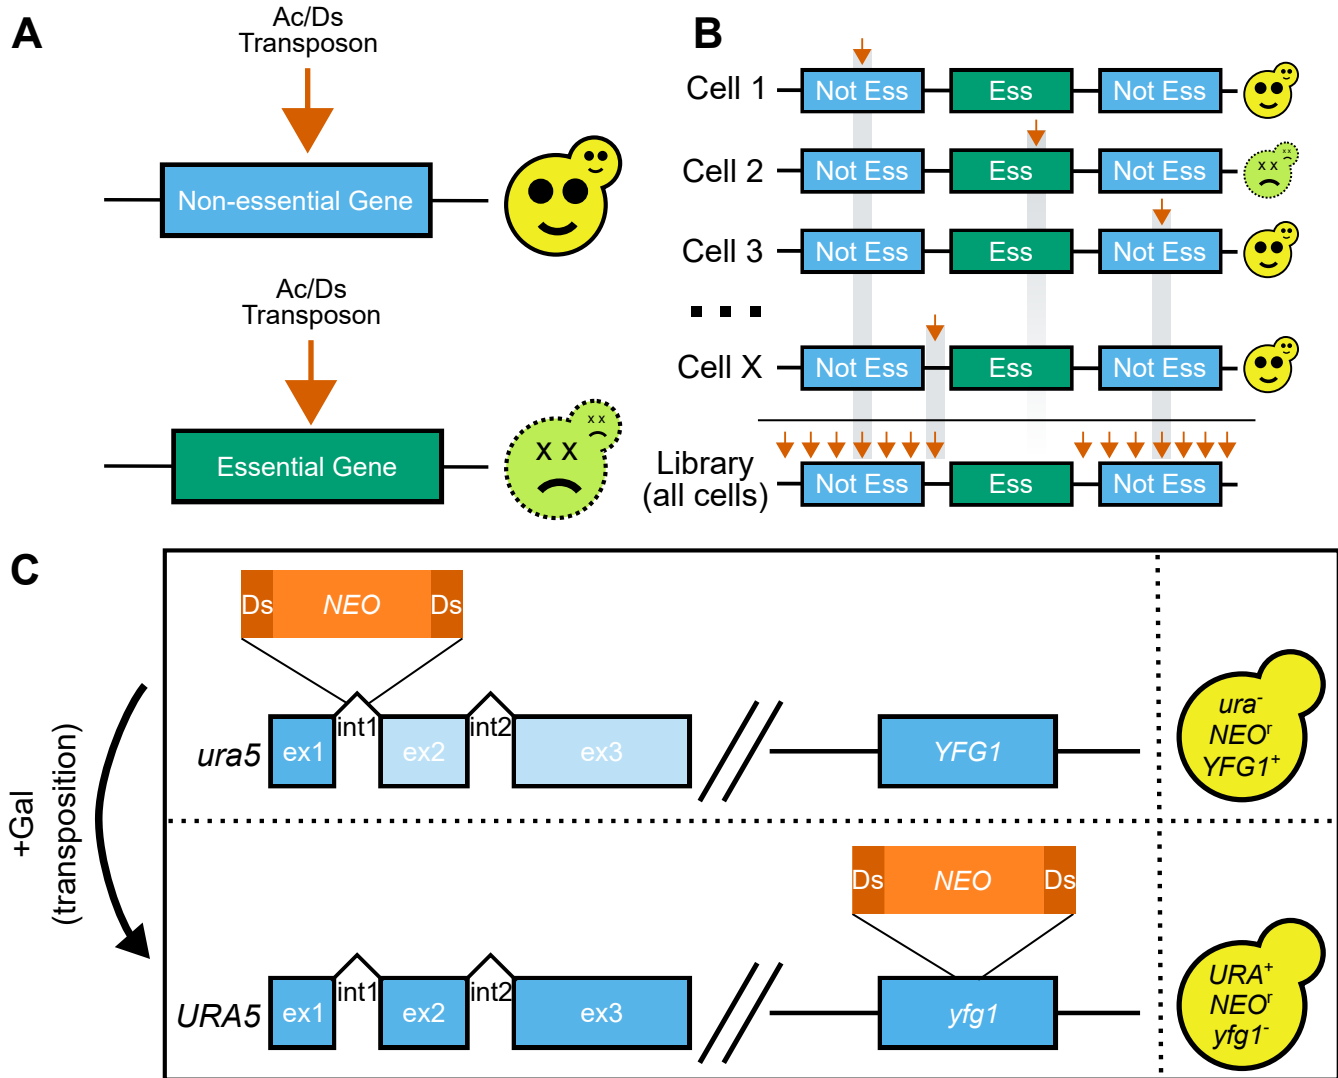 A
Ac/Ds
Transposon
Non-essential Gene
Ac/Ds
Transposon
Essential Gene
x x
x x
B
Cell 1
Not Ess
Ess
Not Ess
Cell 2
Not Ess
Ess
Not Ess
x x
x x
Cell 3
Not Ess
Ess
Not Ess
Cell X
Not Ess
Ess
Not Ess
Library
(all cells)
Not Ess
Ess
Not Ess
C
+Gal
(transposition)
Ds NEO Ds
ura5
ex1
int1
ex2
int2
ex3
YFG1
ura⁻
NEOʳ
YFG1⁺
Ds NEO Ds
URA5
ex1
int1
ex2
int2
ex3
yfg1
URA⁺
NEOʳ
yfg1⁻